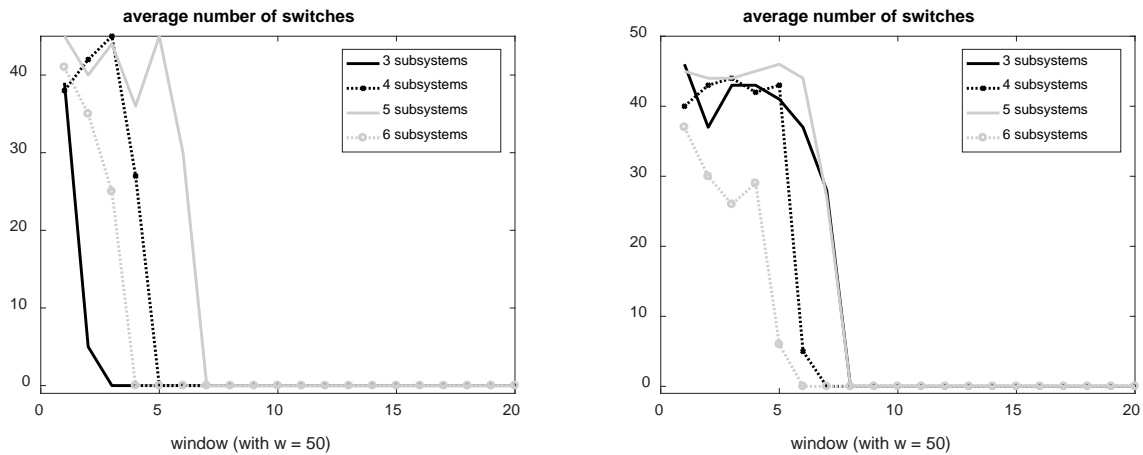 average number of switches
40
30
20
10
0
0
5
10
15
20
window (with w = 50)
3 subsystems
4 subsystems
5 subsystems
6 subsystems
average number of switches
50
40
30
20
10
0
0
5
10
15
20
window (with w = 50)
3 subsystems
4 subsystems
5 subsystems
6 subsystems